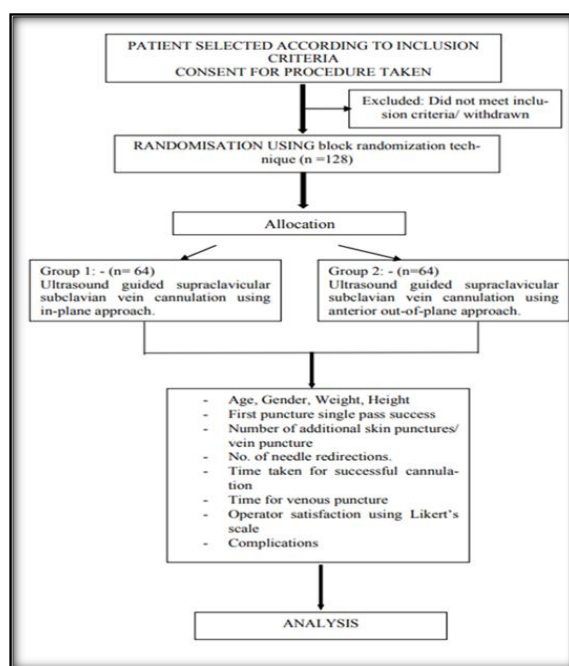 PATIENT SELECTED ACCORDING TO INCLUSION
CRITERIA
CONSENT FOR PROCEDURE TAKEN
Excluded: Did not meet inclu-
sion criteria/ withdrawn
RANDOMISATION USING block randomization tech-
nique (n =128)
Allocation
Group 1: - (n= 64)
Ultrasound guided supraclavicular
subclavian vein cannulation using
in-plane approach.
Group 2: - (n=64)
Ultrasound guided supraclavicular
subclavian vein cannulation using
anterior out-of-plane approach.
- Age, Gender, Weight, Height
- First puncture single pass success
- Number of additional skin punctures/
vein puncture
- No. of needle redirections.
- Time taken for successful cannula-
tion
- Time for venous puncture
- Operator satisfaction using Likert's
scale
- Complications
ANALYSIS